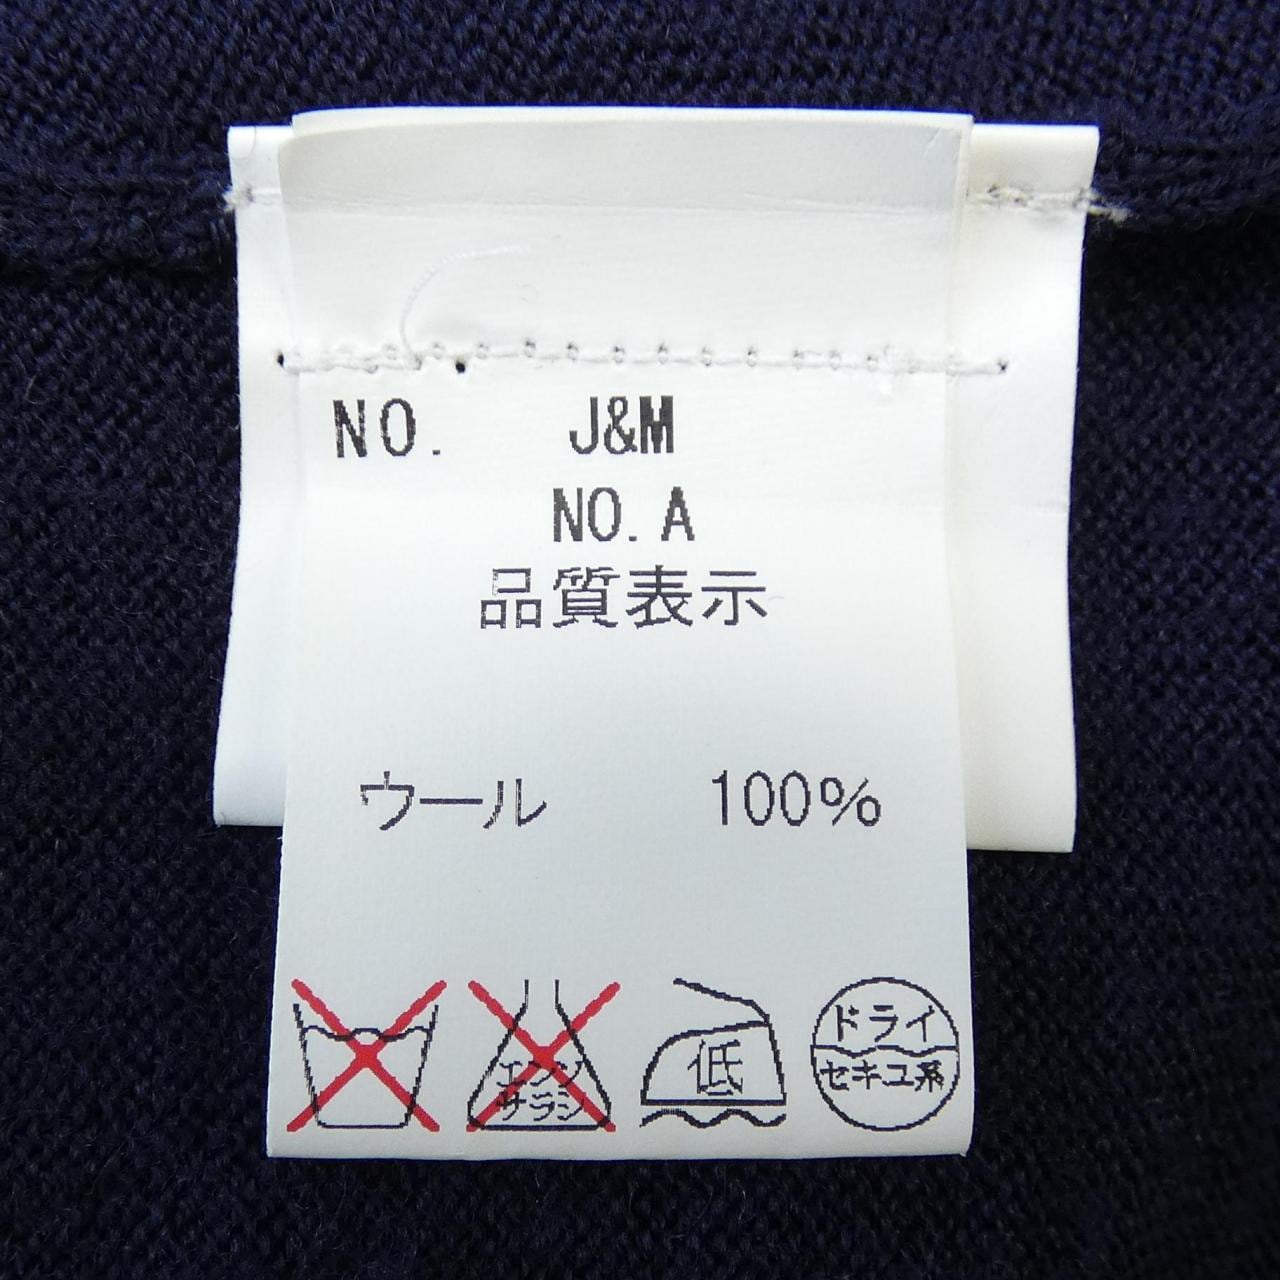 NO. J&M
NO. A
品質表示
ウール 100%
エンソ
サラシ
低
ドライ
セキユ系